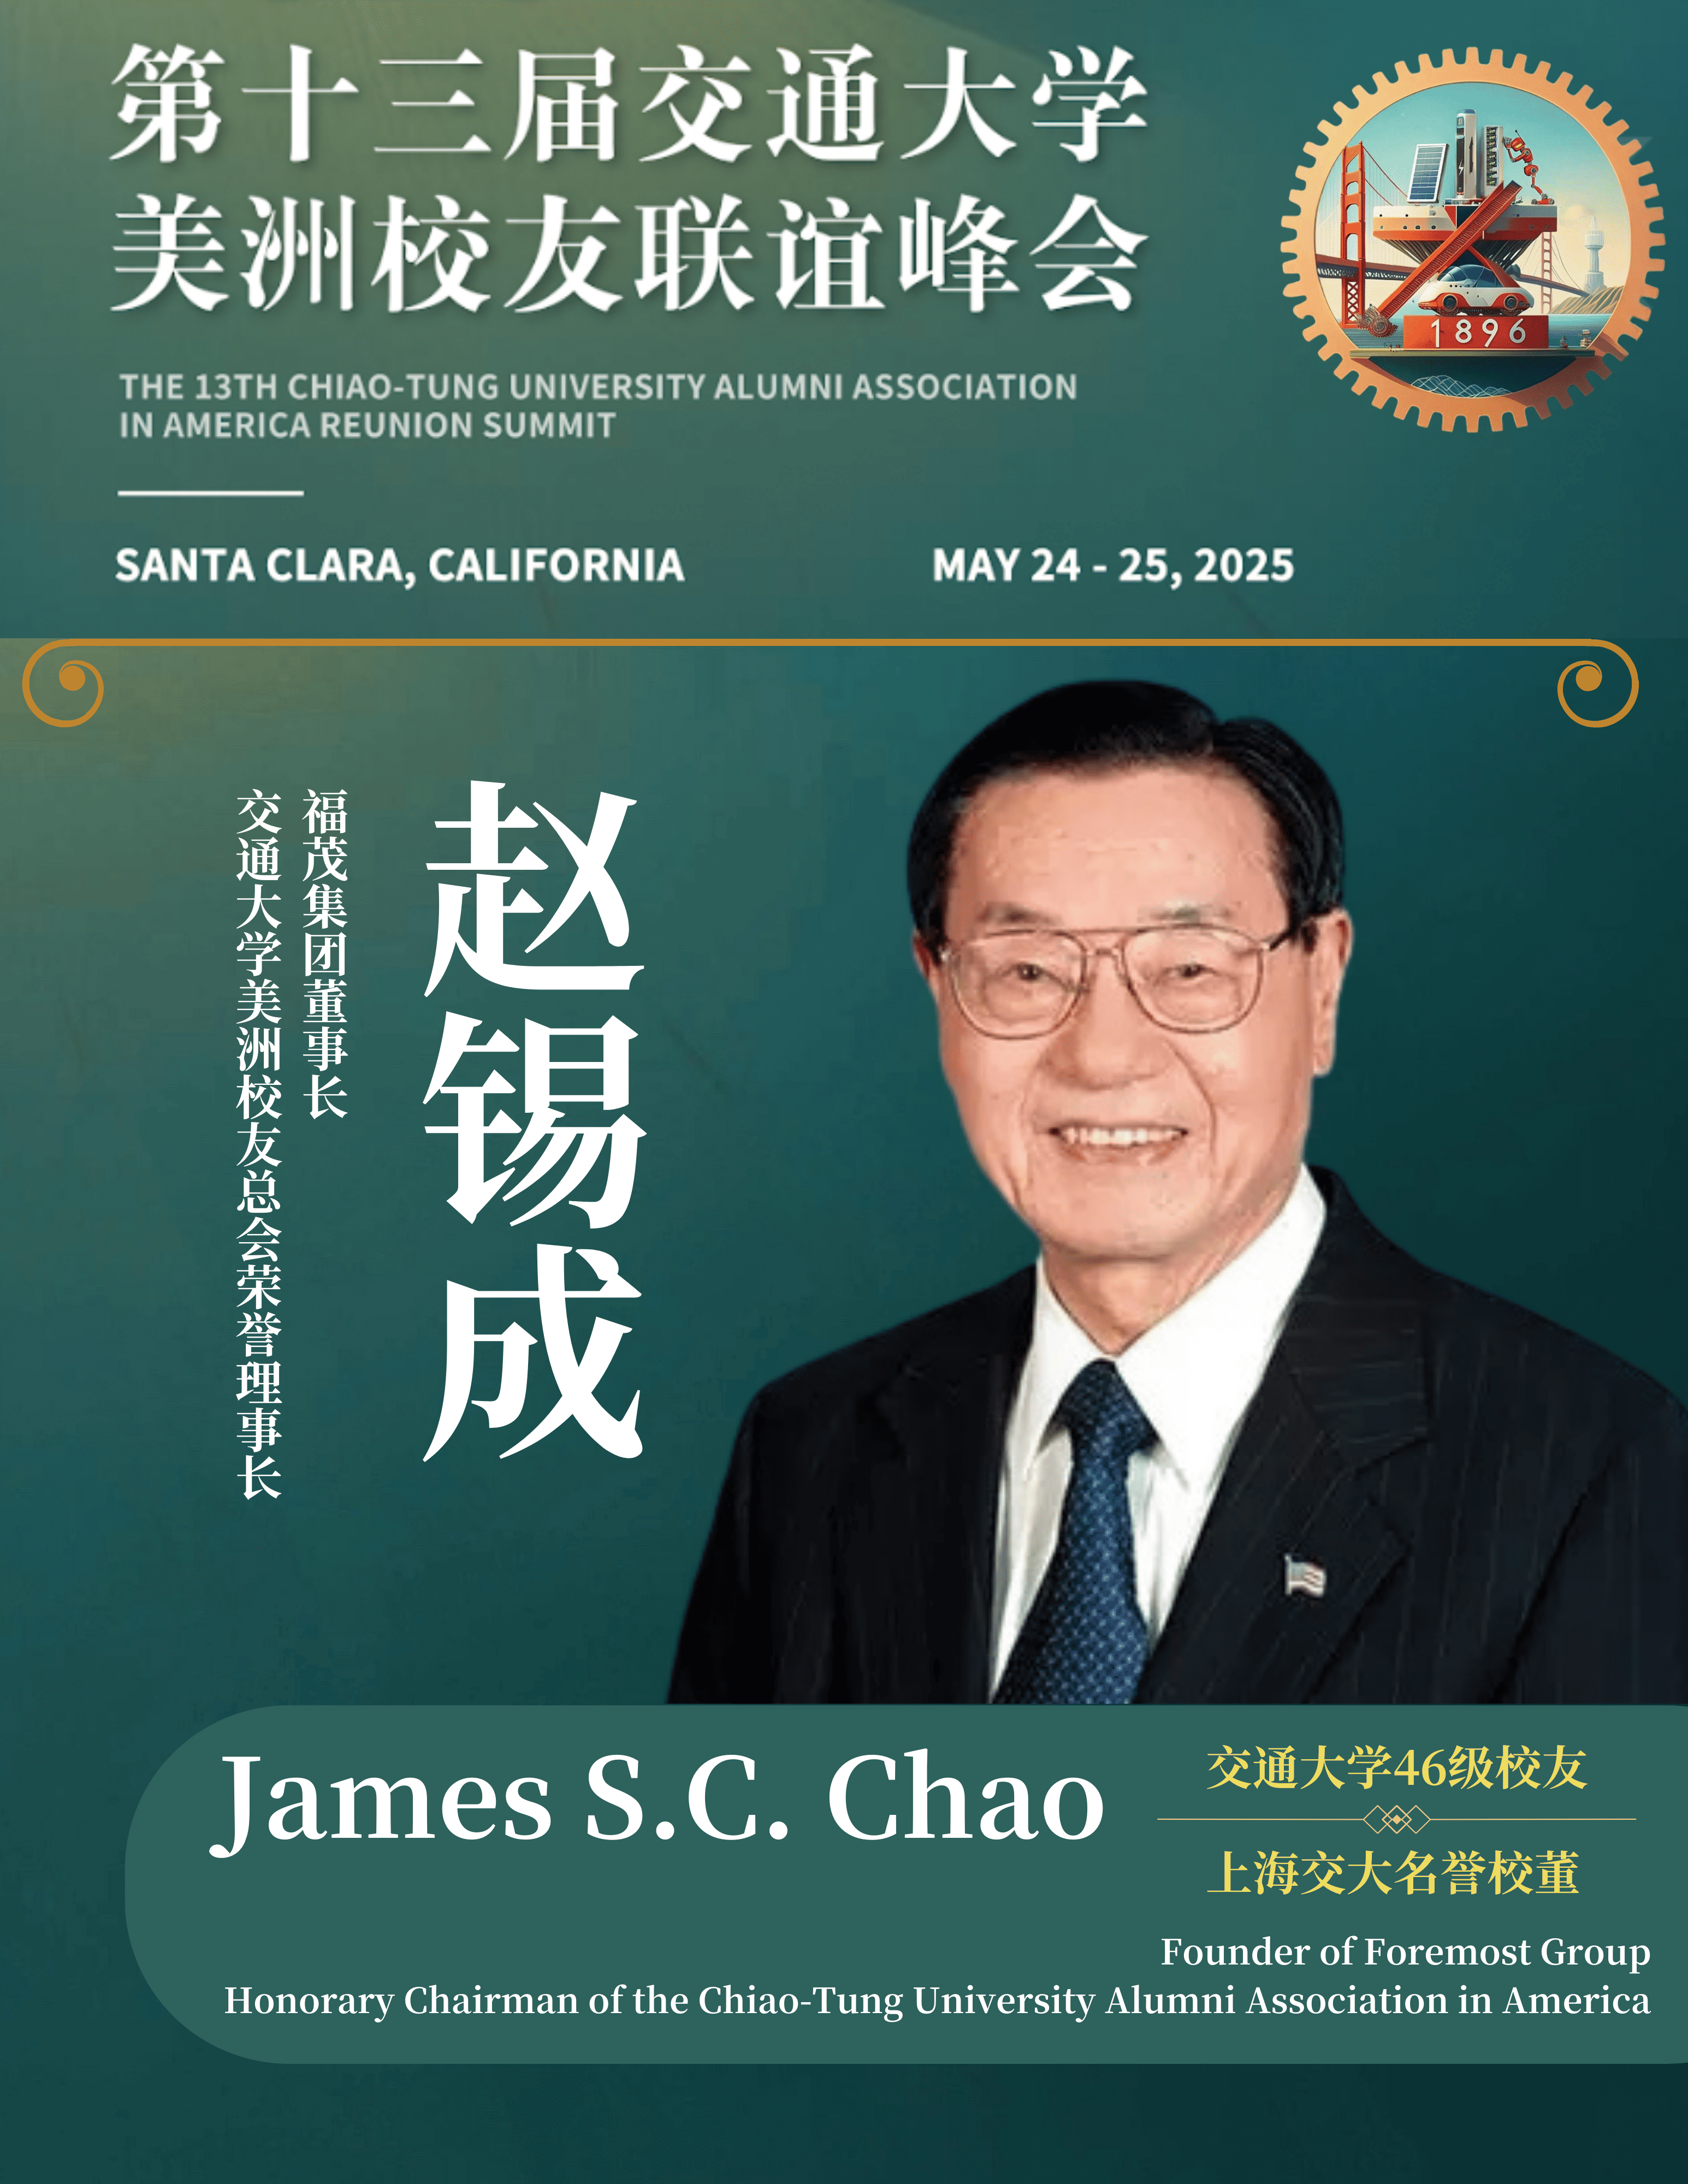 第十三届交通大学
美洲校友联谊峰会
THE 13TH CHIAO-TUNG UNIVERSITY ALUMNI ASSOCIATION
IN AMERICA REUNION SUMMIT
SANTA CLARA, CALIFORNIA
MAY 24 - 25, 2025
1896
赵锡成
福茂集团董事长
交通大学美洲校友总会荣誉理事长
James S.C. Chao
交通大学46级校友
上海交大名誉校董
Founder of Foremost Group
Honorary Chairman of the Chiao-Tung University Alumni Association in America